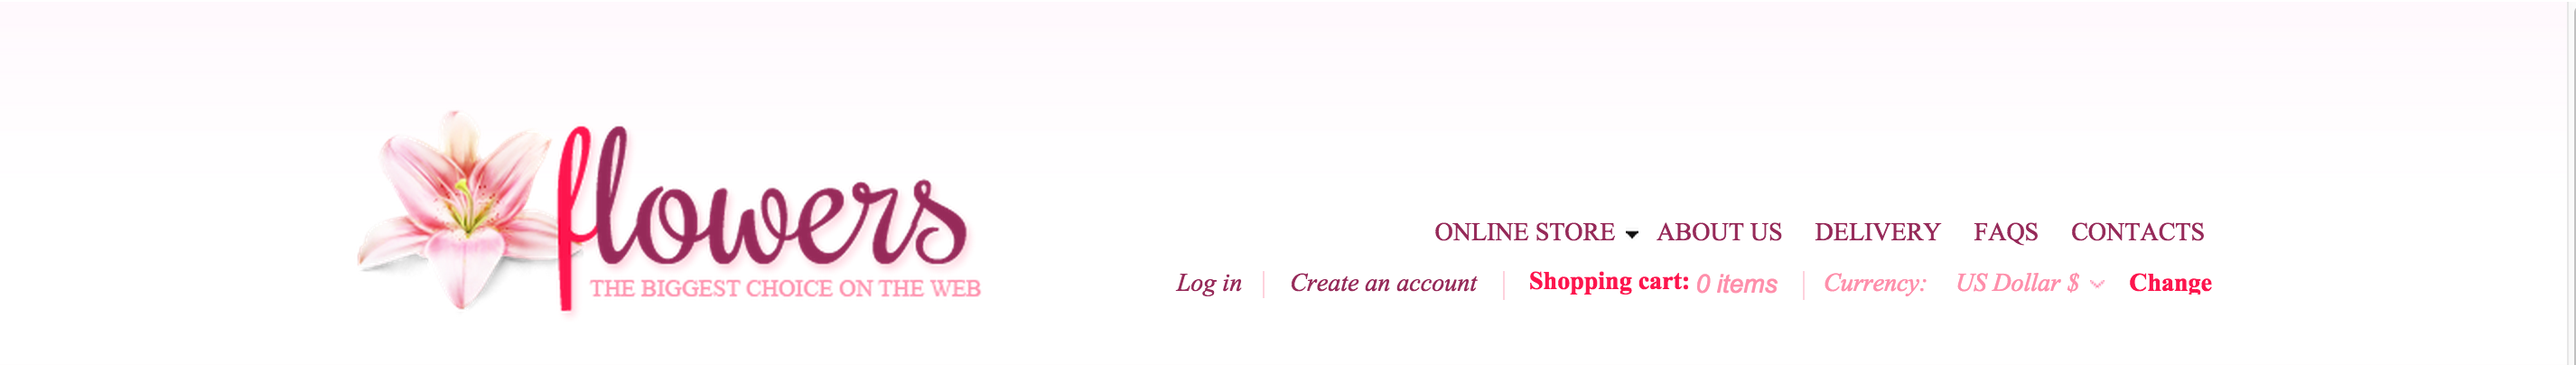 flowers
THE BIGGEST CHOICE ON THE WEB
ONLINE STORE ABOUT US DELIVERY FAQS CONTACTS
Log in Create an account Shopping cart: 0 items Currency: US Dollar $ Change